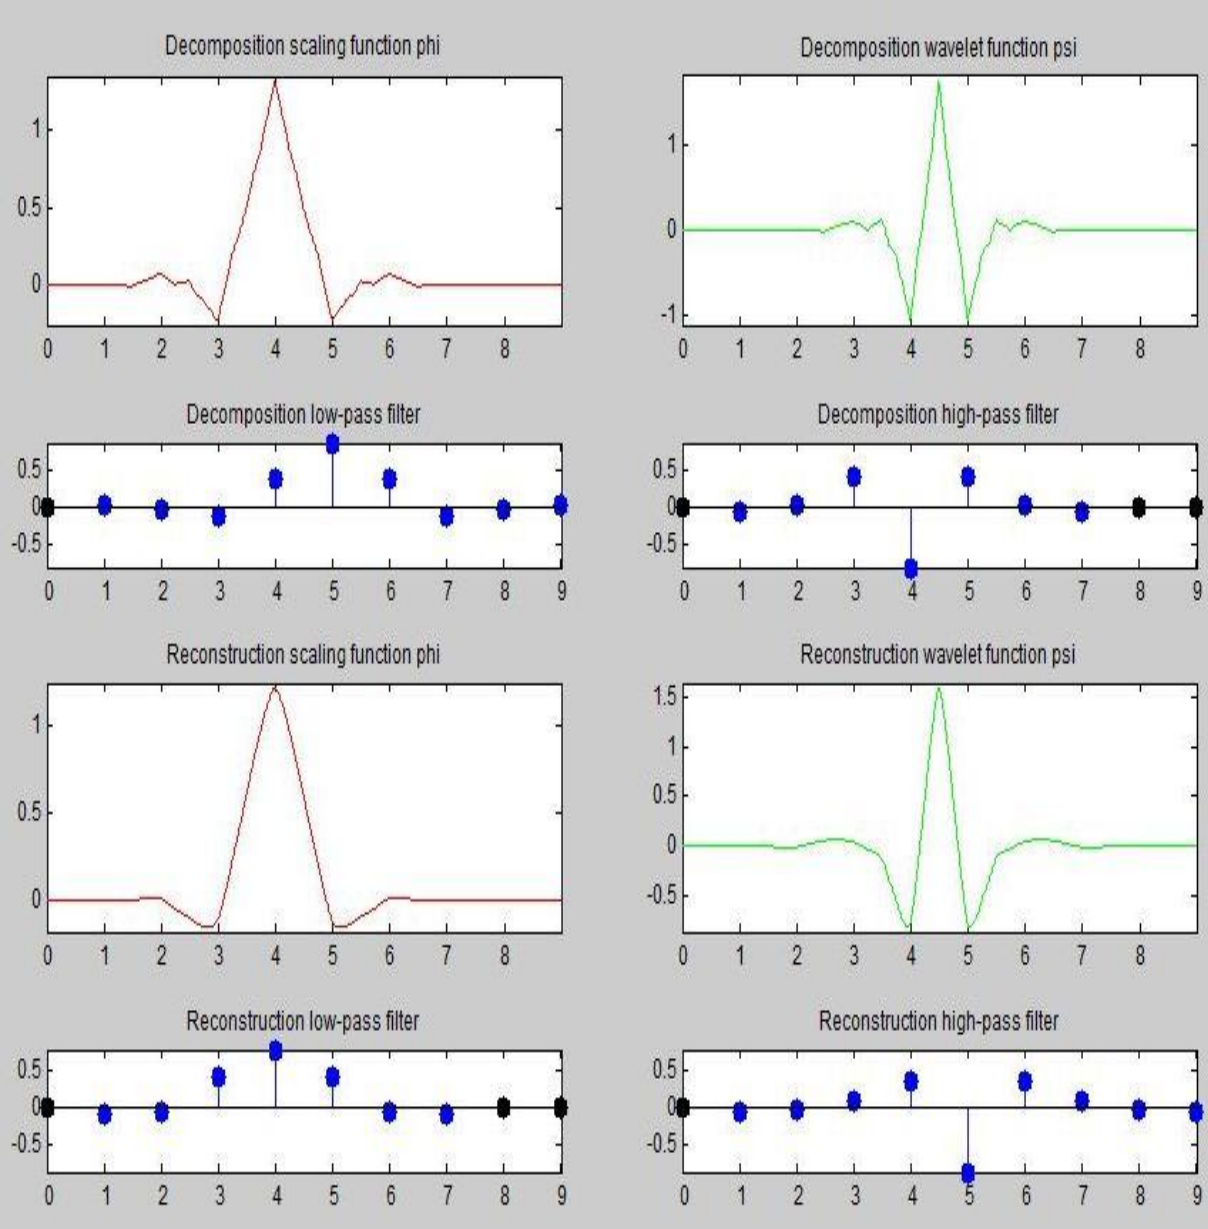 Decomposition scaling function phi
Decomposition wavelet function psi
1
0.5
0
0 1 2 3 4 5 6 7 8
1
0
-1
0 1 2 3 4 5 6 7 8
Decomposition low-pass filter
Decomposition high-pass filter
0.5
0
-0.5
0 1 2 3 4 5 6 7 8 9
0.5
0
-0.5
0 1 2 3 4 5 6 7 8 9
Reconstruction scaling function phi
Reconstruction wavelet function psi
1
0.5
0
0 1 2 3 4 5 6 7 8
1.5
1
0.5
0
-0.5
0 1 2 3 4 5 6 7 8
Reconstruction low-pass filter
Reconstruction high-pass filter
0.5
0
-0.5
0 1 2 3 4 5 6 7 8 9
0.5
0
-0.5
0 1 2 3 4 5 6 7 8 9